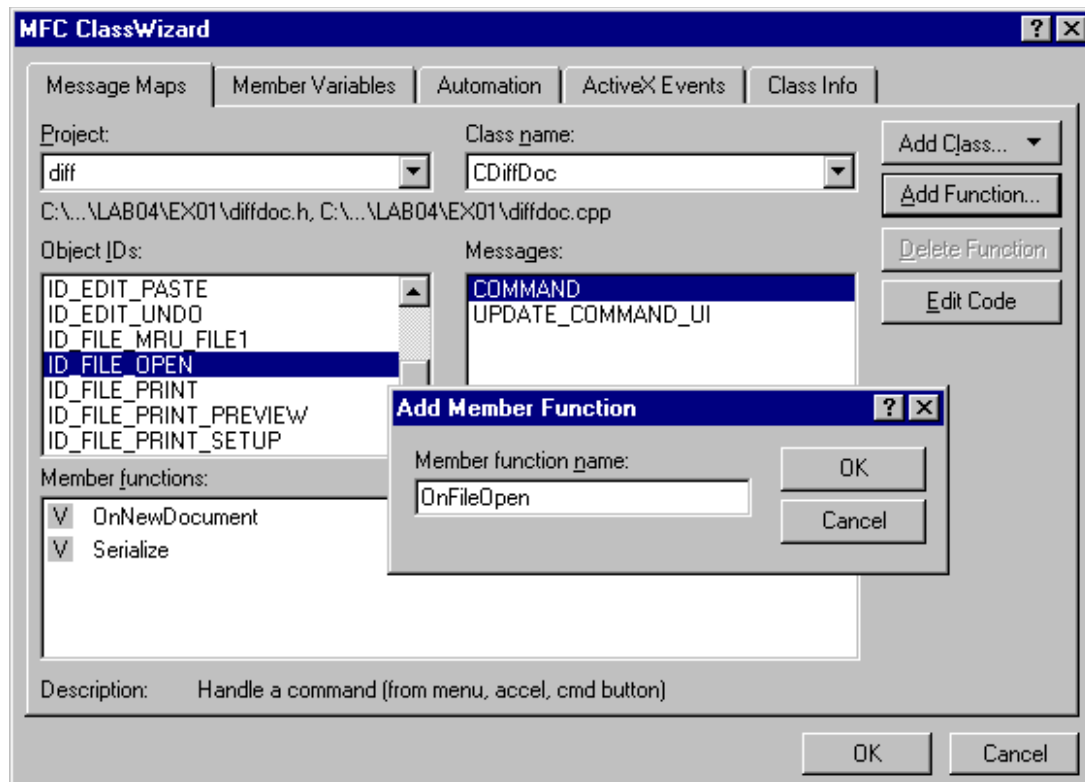 MFC ClassWizard
Message Maps
Member Variables
Automation
ActiveX Events
Class Info
Project:
Class name:
diff
CDiffDoc
C:\...\LAB04\EX01\diffdoc.h, C:\...\LAB04\EX01\diffdoc.cpp
Add Class...
Add Function...
Delete Function
Edit Code
Object IDs:
ID_EDIT_PASTE
ID_EDIT_UNDO
ID_FILE_MRU_FILE1
ID_FILE_OPEN
ID_FILE_PRINT
ID_FILE_PRINT_PREVIEW
ID_FILE_PRINT_SETUP
Messages:
COMMAND
UPDATE_COMMAND_UI
Add Member Function
Member function name:
OnFileOpen
OK
Cancel
Member functions:
V OnNewDocument
V Serialize
Description: Handle a command (from menu, accel, cmd button)
OK
Cancel